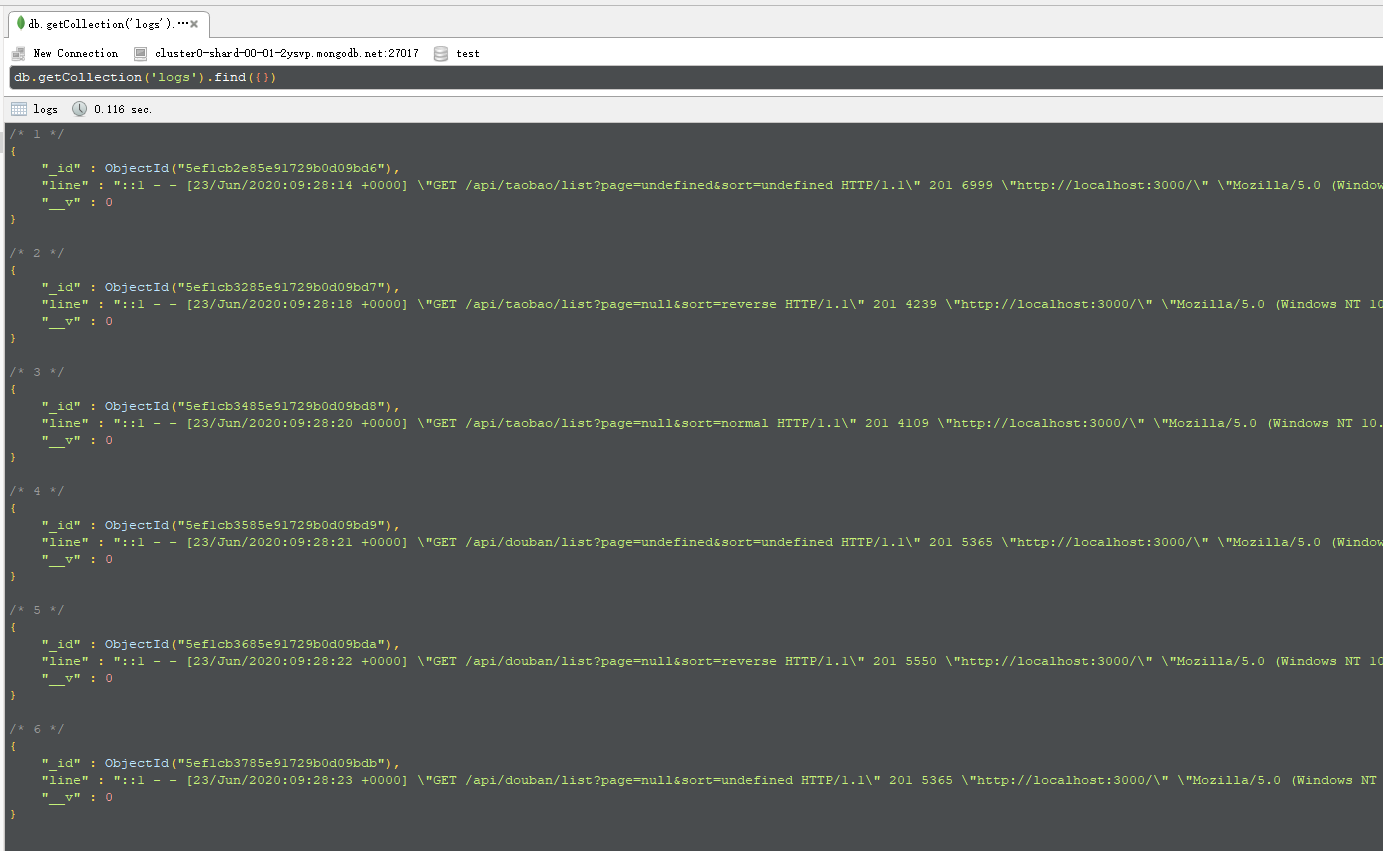 db.getCollection('logs').···
New Connection cluster0-shard-00-01-2ysvp.mongodb.net:27017 test
db.getCollection('logs').find({})
logs 0.116 sec.
/* 1 */
{
"_id" : ObjectId("5ef1cb2e85e91729b0d09bd6"),
"line" : "::1 - - [23/Jun/2020:09:28:14 +0000] \"GET /api/taobao/list?page=undefined&sort=undefined HTTP/1.1\" 201 6999 \"http://localhost:3000/\" \"Mozilla/5.0 (Window
"__v" : 0
}
/* 2 */
{
"_id" : ObjectId("5ef1cb3285e91729b0d09bd7"),
"line" : "::1 - - [23/Jun/2020:09:28:18 +0000] \"GET /api/taobao/list?page=null&sort=reverse HTTP/1.1\" 201 4239 \"http://localhost:3000/\" \"Mozilla/5.0 (Windows NT 10
"__v" : 0
}
/* 3 */
{
"_id" : ObjectId("5ef1cb3485e91729b0d09bd8"),
"line" : "::1 - - [23/Jun/2020:09:28:20 +0000] \"GET /api/taobao/list?page=null&sort=normal HTTP/1.1\" 201 4109 \"http://localhost:3000/\" \"Mozilla/5.0 (Windows NT 10.
"__v" : 0
}
/* 4 */
{
"_id" : ObjectId("5ef1cb3585e91729b0d09bd9"),
"line" : "::1 - - [23/Jun/2020:09:28:21 +0000] \"GET /api/douban/list?page=undefined&sort=undefined HTTP/1.1\" 201 5365 \"http://localhost:3000/\" \"Mozilla/5.0 (Window
"__v" : 0
}
/* 5 */
{
"_id" : ObjectId("5ef1cb3685e91729b0d09bda"),
"line" : "::1 - - [23/Jun/2020:09:28:22 +0000] \"GET /api/douban/list?page=null&sort=reverse HTTP/1.1\" 201 5550 \"http://localhost:3000/\" \"Mozilla/5.0 (Windows NT 10
"__v" : 0
}
/* 6 */
{
"_id" : ObjectId("5ef1cb3785e91729b0d09bdb"),
"line" : "::1 - - [23/Jun/2020:09:28:23 +0000] \"GET /api/douban/list?page=null&sort=undefined HTTP/1.1\" 201 5365 \"http://localhost:3000/\" \"Mozilla/5.0 (Windows NT
"__v" : 0
}